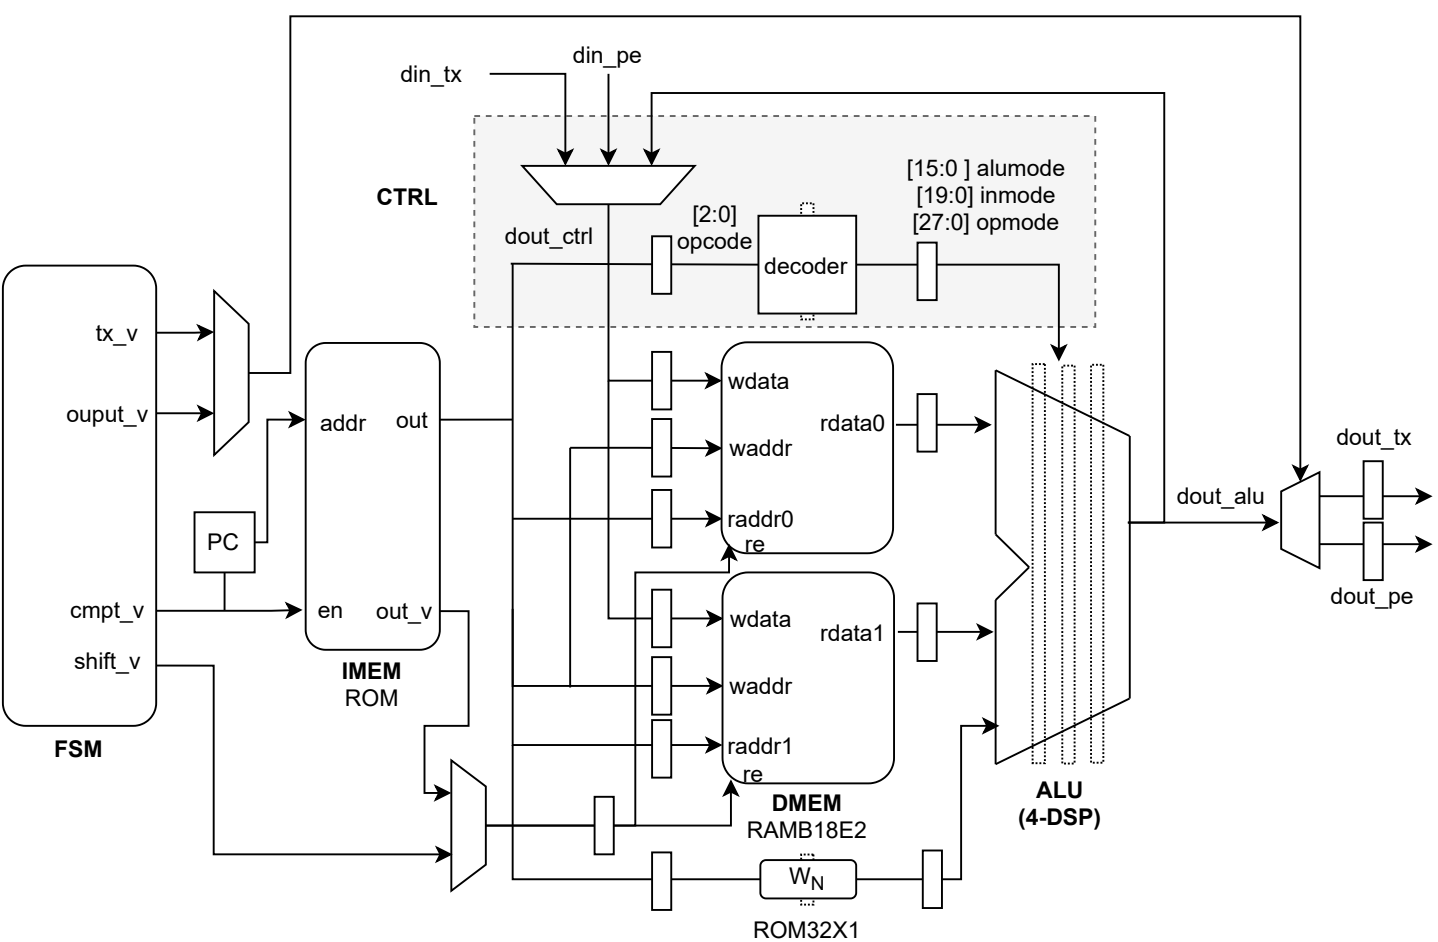 din_pe
din_tx
CTRL
[15:0 ] alumode
[19:0] inmode
[27:0] opmode
[2:0]
opcode
dout_ctrl
decoder
tx_v
ouput_v
cmpt_v
shift_v
FSM
PC
addr
out
en
out_v
IMEM
ROM
wdata
waddr
raddr0
re
rdata0
wdata
waddr
raddr1
re
rdata1
DMEM
RAMB18E2
WN
ROM32X1
ALU
(4-DSP)
dout_alu
dout_tx
dout_pe